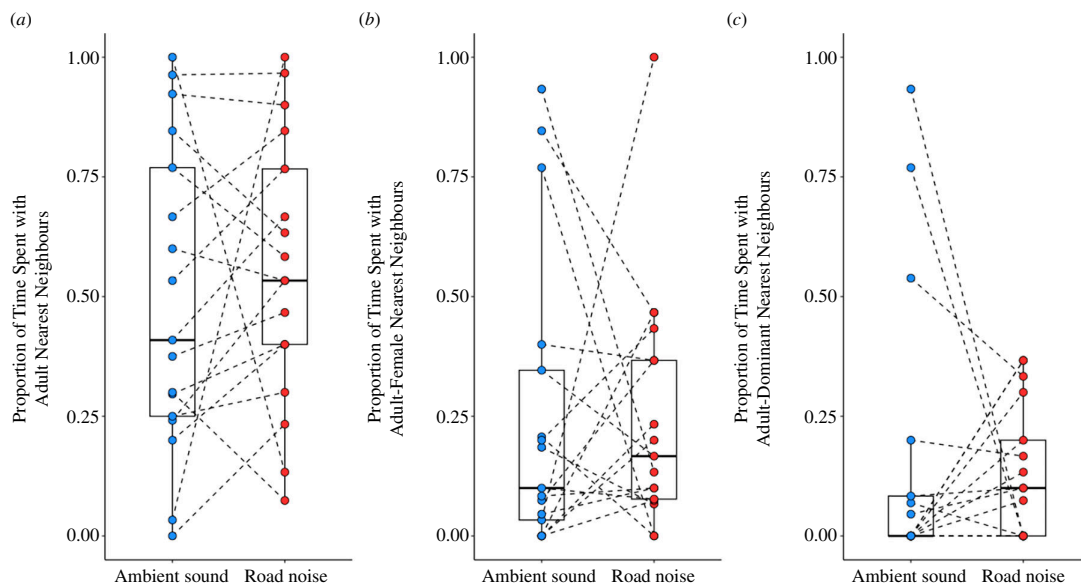 (a)
Proportion of Time Spent with
Adult Nearest Neighbours
1.00
0.75
0.50
0.25
0.00
Ambient sound
Road noise
(b)
Proportion of Time Spent with
Adult-Female Nearest Neighbours
1.00
0.75
0.50
0.25
0.00
Ambient sound
Road noise
(c)
Proportion of Time Spent with
Adult-Dominant Nearest Neighbours
1.00
0.75
0.50
0.25
0.00
Ambient sound
Road noise